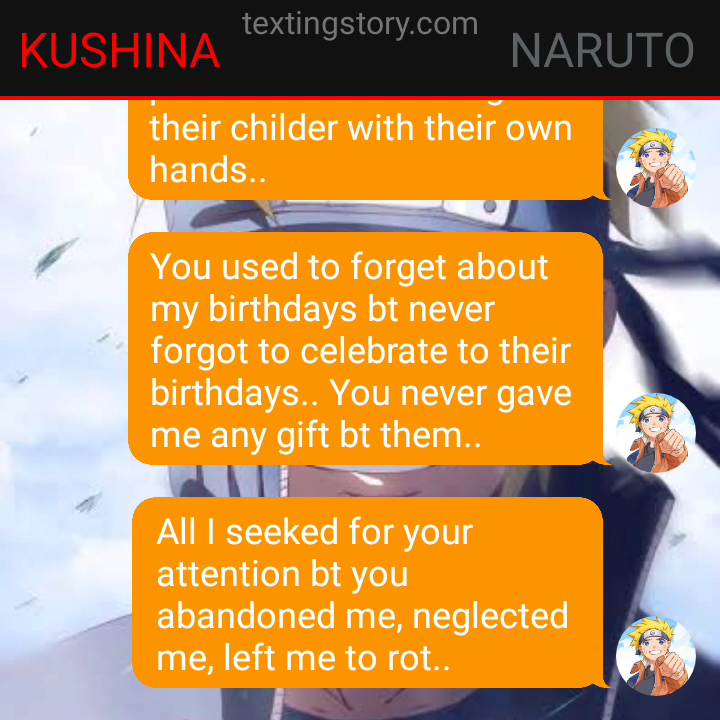 textingstory.com
KUSHINA
NARUTO
their childer with their own
hands..
You used to forget about
my birthdays bt never
forgot to celebrate to their
birthdays.. You never gave
me any gift bt them..
All I seeked for your
attention bt you
abandoned me, neglected
me, left me to rot..